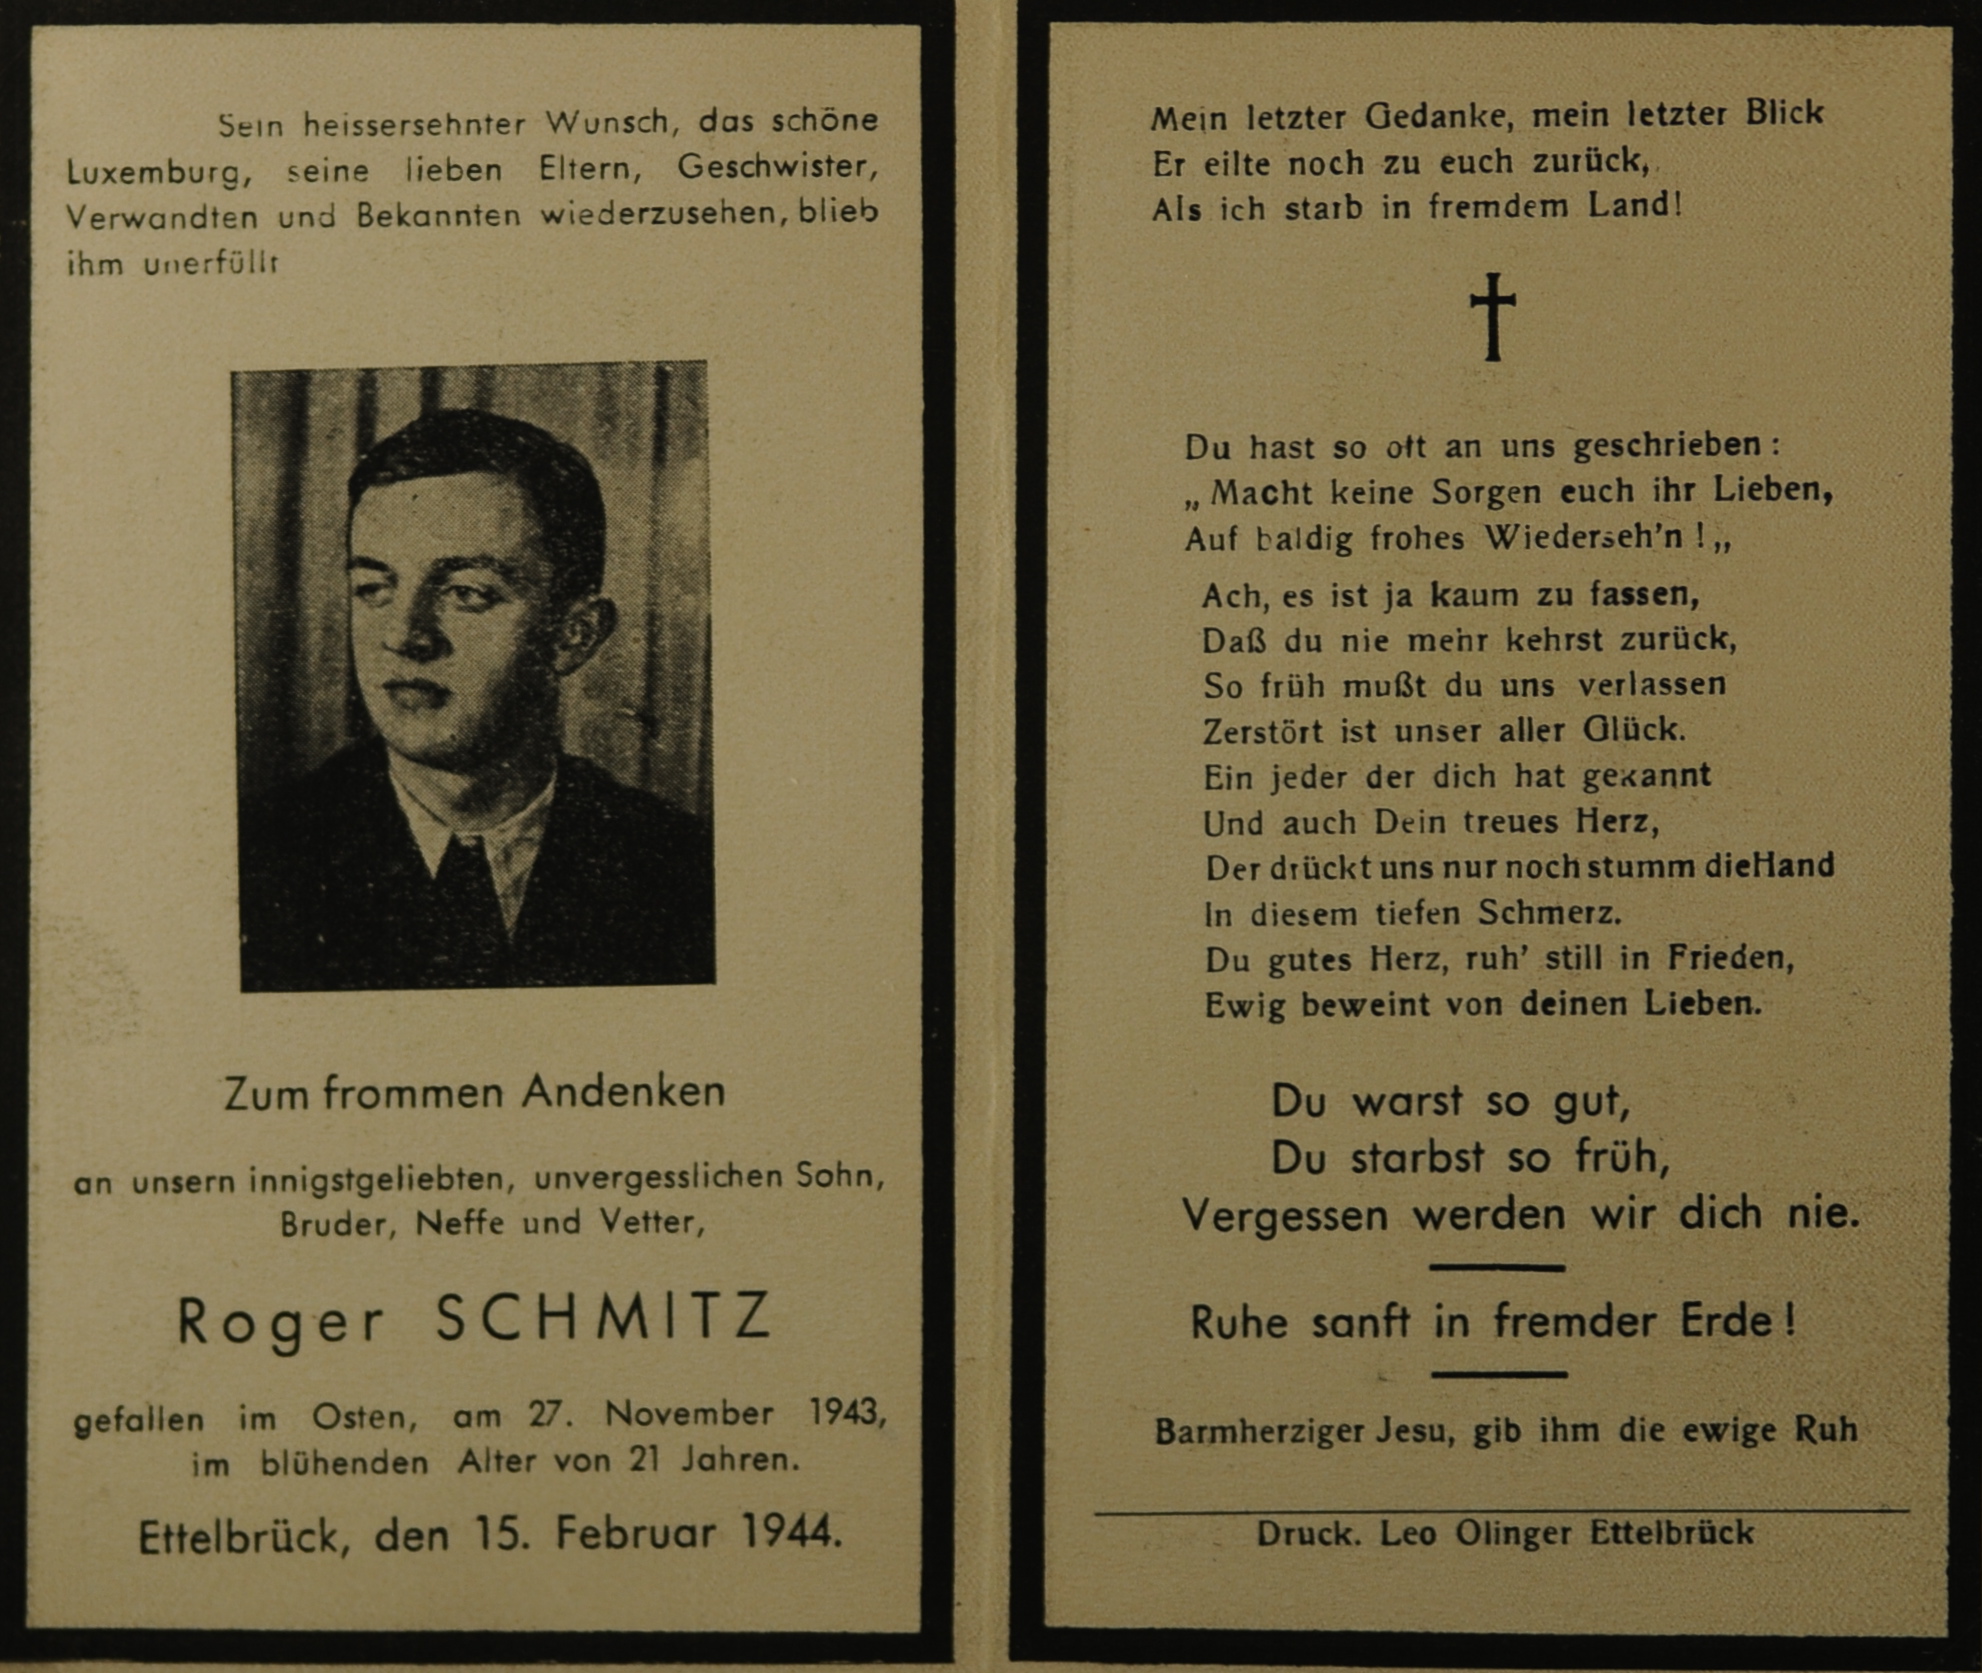 Sein heissersehnter Wunsch, das schöne
Luxemburg, seine lieben Eltern, Geschwister,
Verwandten und Bekannten wiederzusehen, blieb
ihm unerfüllt
Zum frommen Andenken
an unsern innigstgeliebten, unvergesslichen Sohn,
Bruder, Neffe und Vetter,
Roger SCHMITZ
gefallen im Osten, am 27. November 1943,
im blühenden Alter von 21 Jahren.
Ettelbrück, den 15. Februar 1944.
Mein letzter Gedanke, mein letzter Blick
Er eilte noch zu euch zurück,
Als ich starb in fremdem Land!
Du hast so oft an uns geschrieben :
„ Macht keine Sorgen euch ihr Lieben,
Auf baldig frohes Wiederseh'n ! „
Ach, es ist ja kaum zu fassen,
Daß du nie mehr kehrst zurück,
So früh mußt du uns verlassen
Zerstört ist unser aller Glück.
Ein jeder der dich hat gekannt
Und auch Dein treues Herz,
Der drückt uns nur noch stumm dieHand
In diesem tiefen Schmerz.
Du gutes Herz, ruh' still in Frieden,
Ewig beweint von deinen Lieben.
Du warst so gut,
Du starbst so früh,
Vergessen werden wir dich nie.
Ruhe sanft in fremder Erde !
Barmherziger Jesu, gib ihm die ewige Ruh
Druck. Leo Olinger Ettelbrück